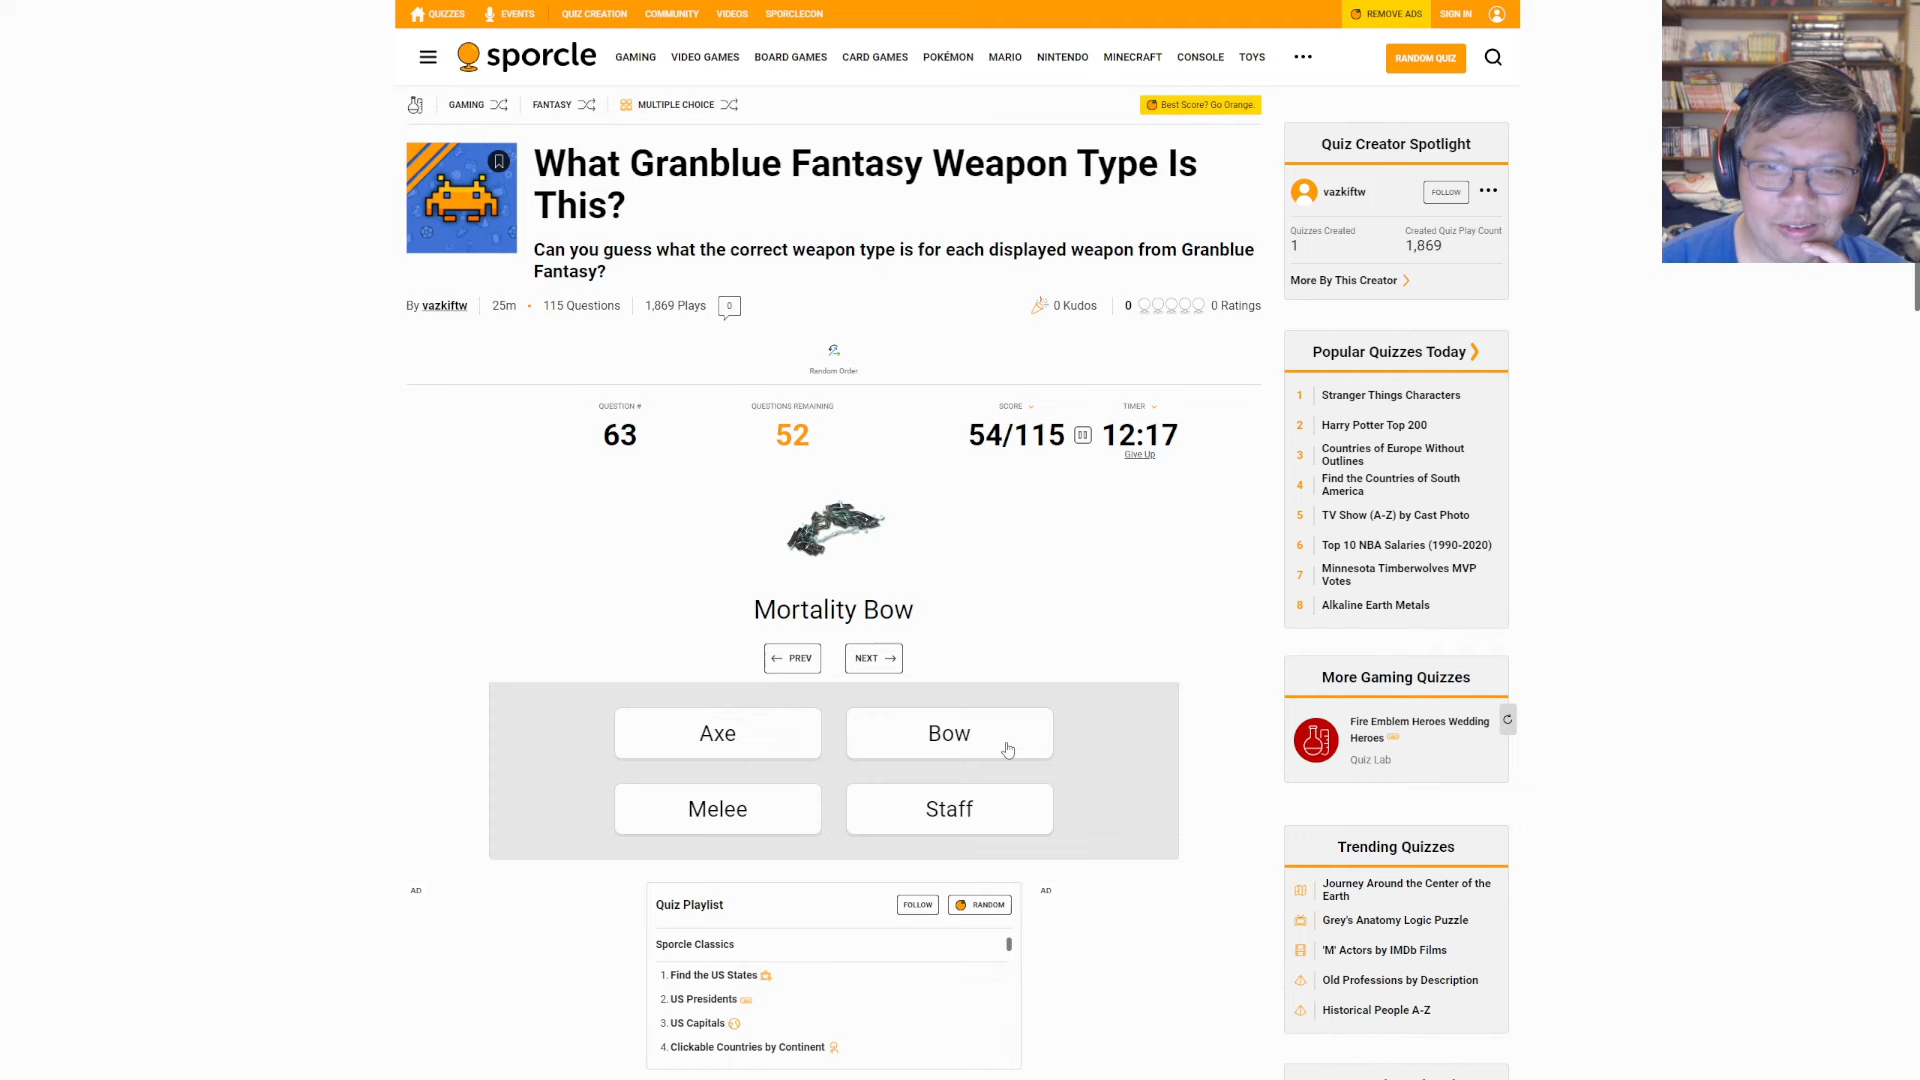 QUIZZES
EVENTS
QUIZ CREATION
COMMUNITY
VIDEOS
SPORCLECON
REMOVE ADS
SIGN IN
sporcle
GAMING
VIDEO GAMES
BOARD GAMES
CARD GAMES
POKÉMON
MARIO
NINTENDO
MINECRAFT
CONSOLE
TOYS
RANDOM QUIZ
GAMING
FANTASY
MULTIPLE CHOICE
Best Score? Go Orange.
What Granblue Fantasy Weapon Type Is
This?
Can you guess what the correct weapon type is for each displayed weapon from Granblue
Fantasy?
By vazkiftw
25m
115 Questions
1,869 Plays
0
0 Kudos
0
0 Ratings
Random Order
QUESTION #
63
QUESTIONS REMAINING
52
SCORE
54/115
TIMER
12:17
Give Up
Mortality Bow
PREV
NEXT
Axe
Bow
Melee
Staff
AD
AD
Quiz Playlist
FOLLOW
RANDOM
Sporcle Classics
1. Find the US States
2. US Presidents
3. US Capitals
4. Clickable Countries by Continent
Quiz Creator Spotlight
vazkiftw
FOLLOW
Quizzes Created
1
Created Quiz Play Count
1,869
More By This Creator
Popular Quizzes Today
1 Stranger Things Characters
2 Harry Potter Top 200
3 Countries of Europe Without
Outlines
4 Find the Countries of South
America
5 TV Show (A-Z) by Cast Photo
6 Top 10 NBA Salaries (1990-2020)
7 Minnesota Timberwolves MVP
Votes
8 Alkaline Earth Metals
More Gaming Quizzes
Fire Emblem Heroes Wedding
Heroes
Quiz Lab
Trending Quizzes
Journey Around the Center of the
Earth
Grey's Anatomy Logic Puzzle
'M' Actors by IMDb Films
Old Professions by Description
Historical People A-Z